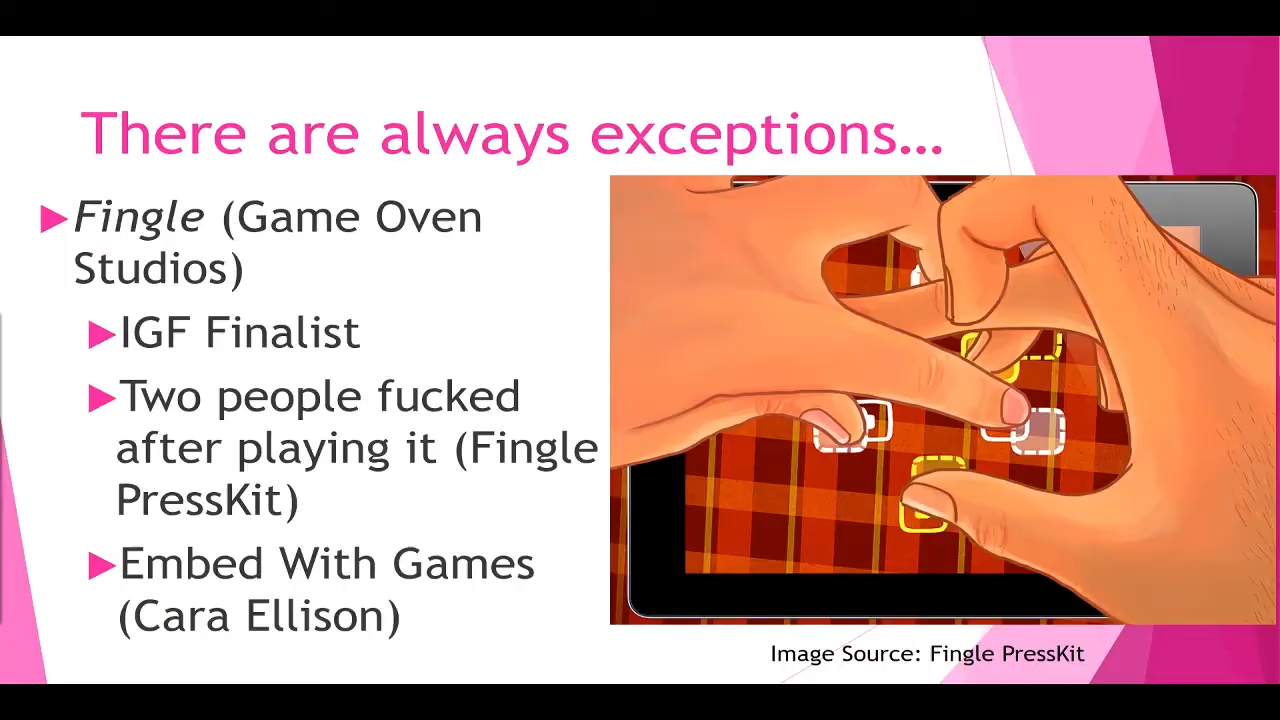 There are always exceptions...
Fingle (Game Oven
Studios)
IGF Finalist
Two people fucked
after playing it (Fingle
PressKit)
Embed With Games
(Cara Ellison)
Image Source: Fingle PressKit